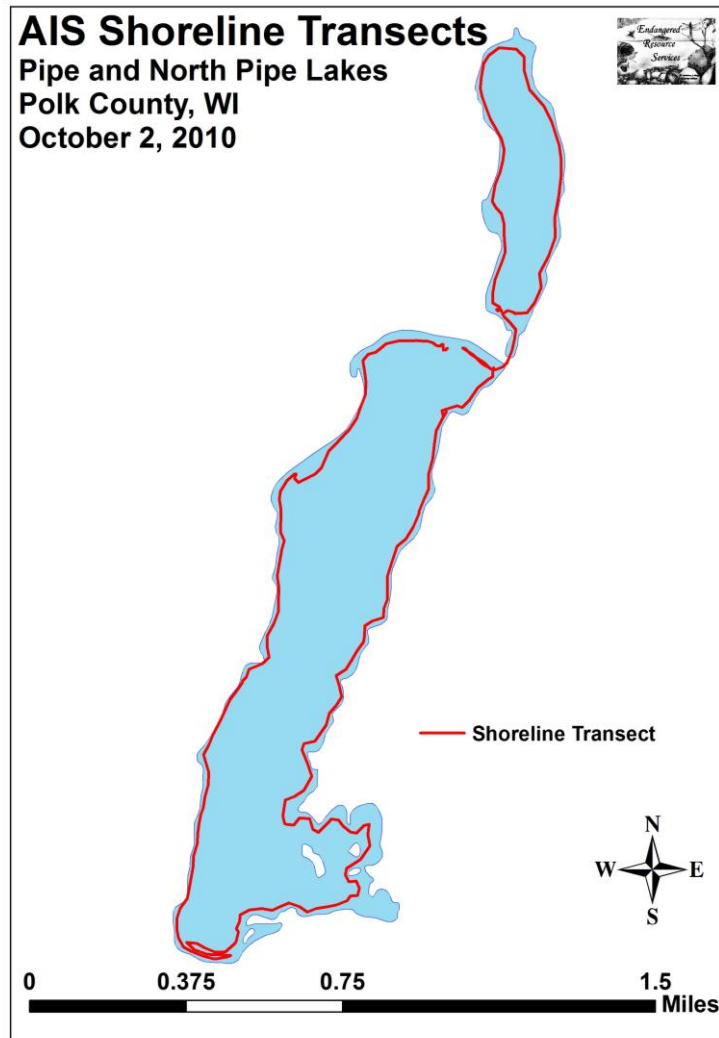 AIS Shoreline Transects
Pipe and North Pipe Lakes
Polk County, WI
October 2, 2010
Endangered
Resource
Services
Shoreline Transect
N
W E
S
0 0.375 0.75 1.5
Miles